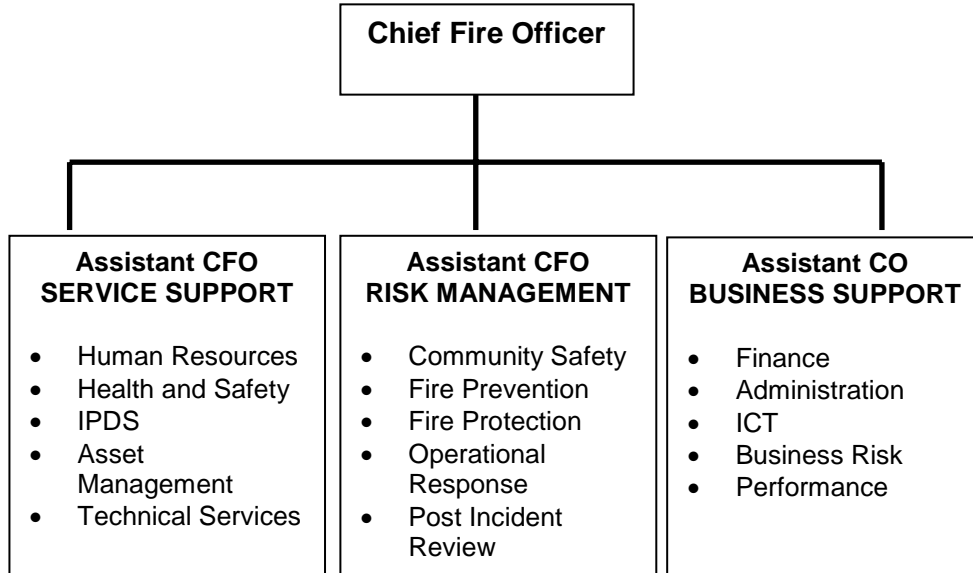 Chief Fire Officer
Assistant CFO
SERVICE SUPPORT
• Human Resources
• Health and Safety
• IPDS
• Asset
Management
• Technical Services
Assistant CFO
RISK MANAGEMENT
• Community Safety
• Fire Prevention
• Fire Protection
• Operational
Response
• Post Incident
Review
Assistant CO
BUSINESS SUPPORT
• Finance
• Administration
• ICT
• Business Risk
• Performance